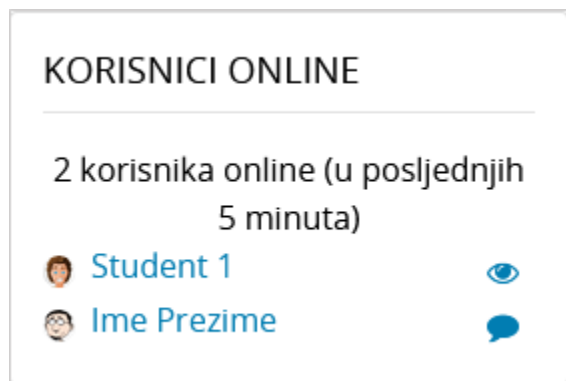 KORISNICI ONLINE
2 korisnika online (u posljednjih
5 minuta)
Student 1
Ime Prezime